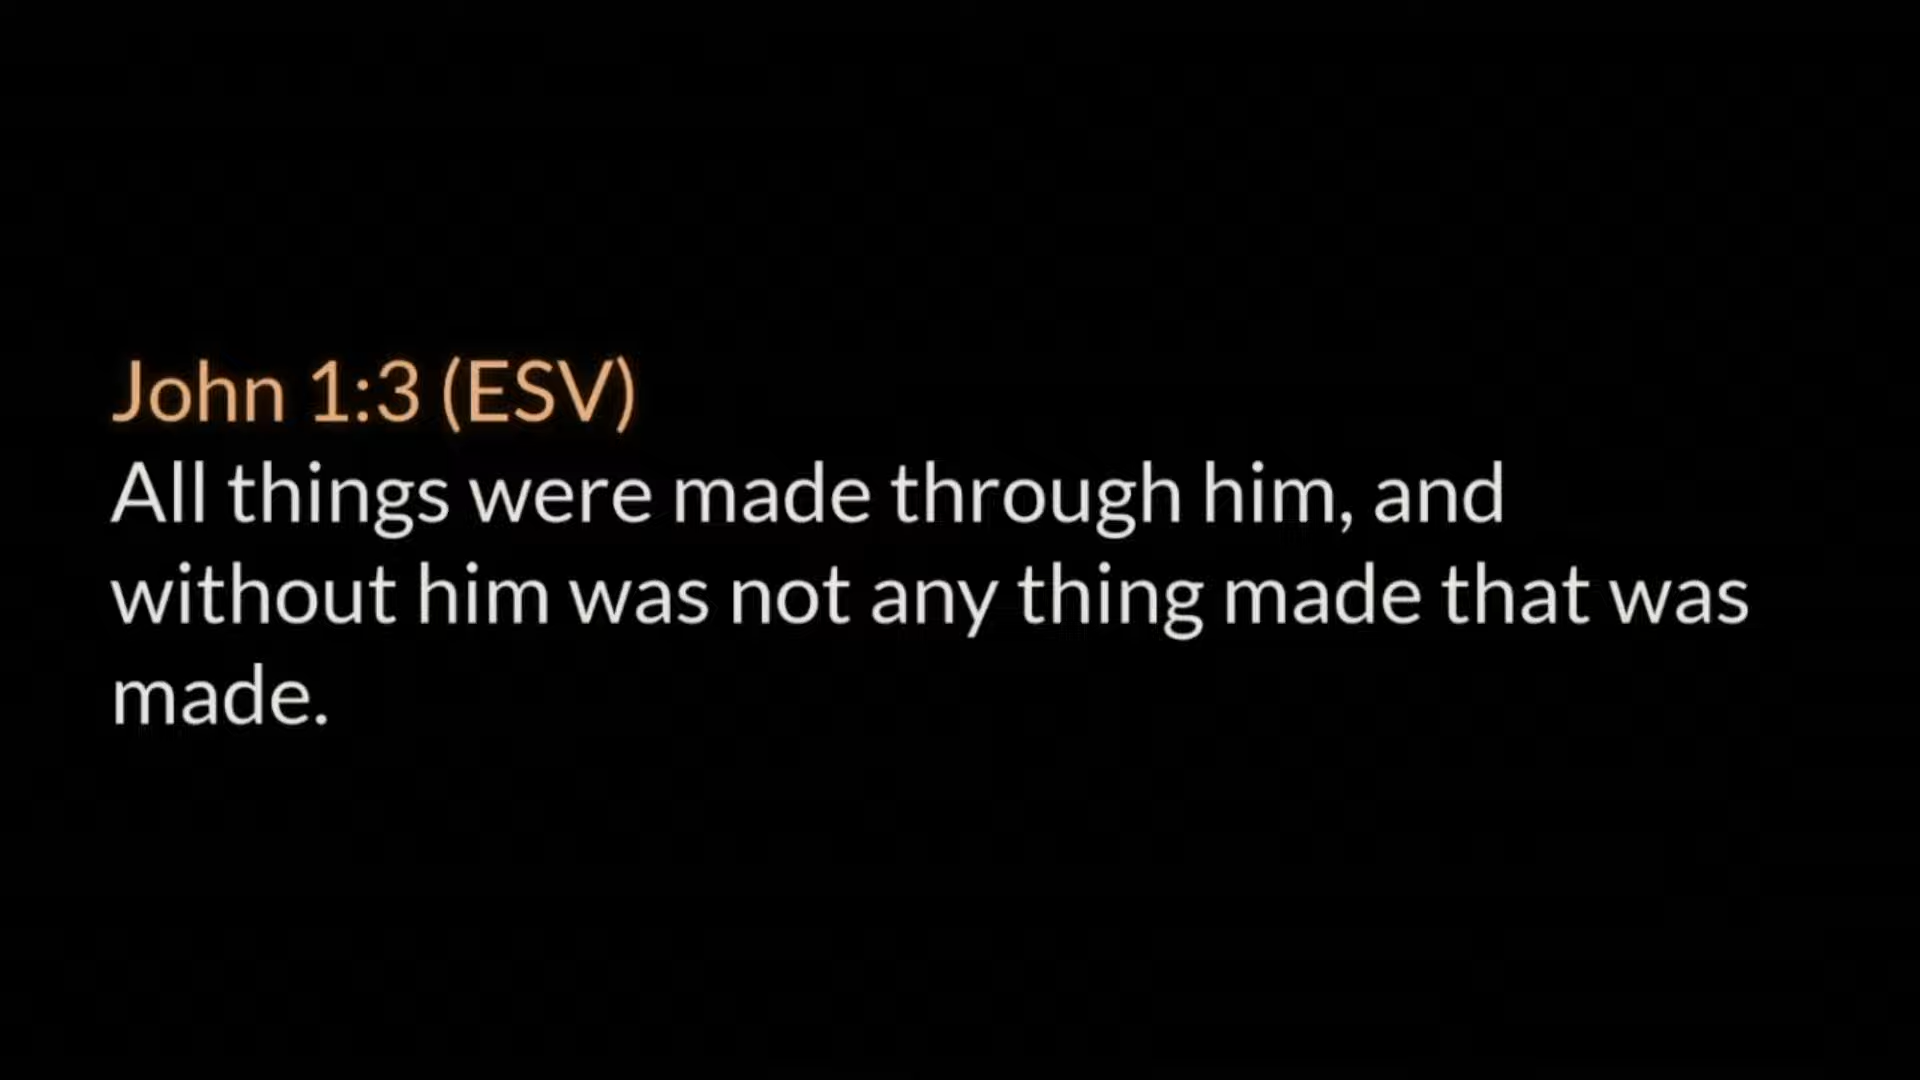 John 1:3 (ESV)
All things were made through him, and
without him was not any thing made that was
made.